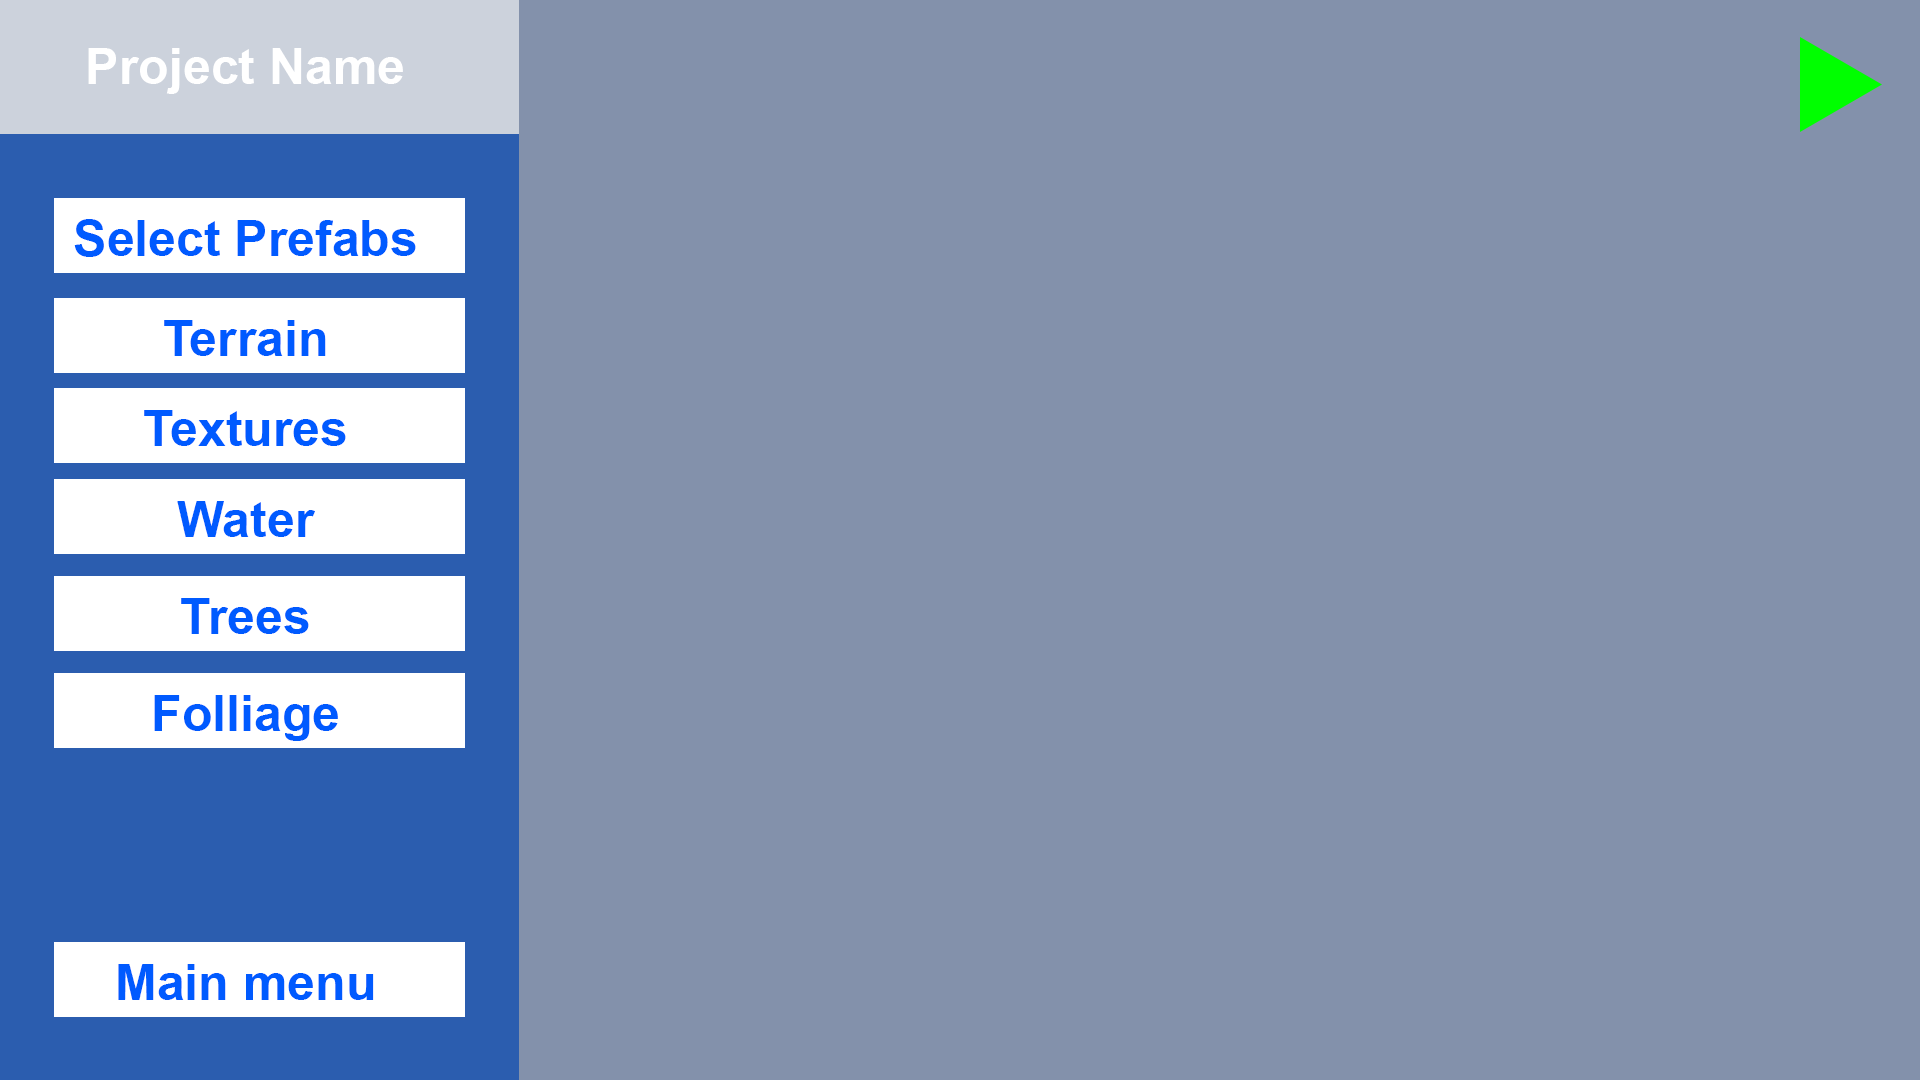 Project Name
Select Prefabs
Terrain
Textures
Water
Trees
Folliage
Main menu